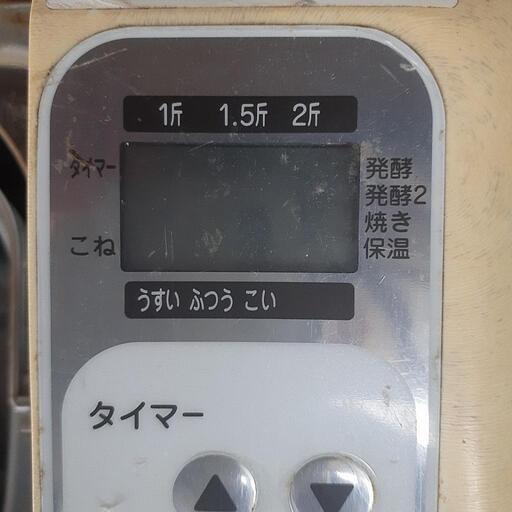 1斤 1.5斤 2斤
タイマー
こね
発酵
発酵2
焼き
保温
うすい ふつう こい
タイマー